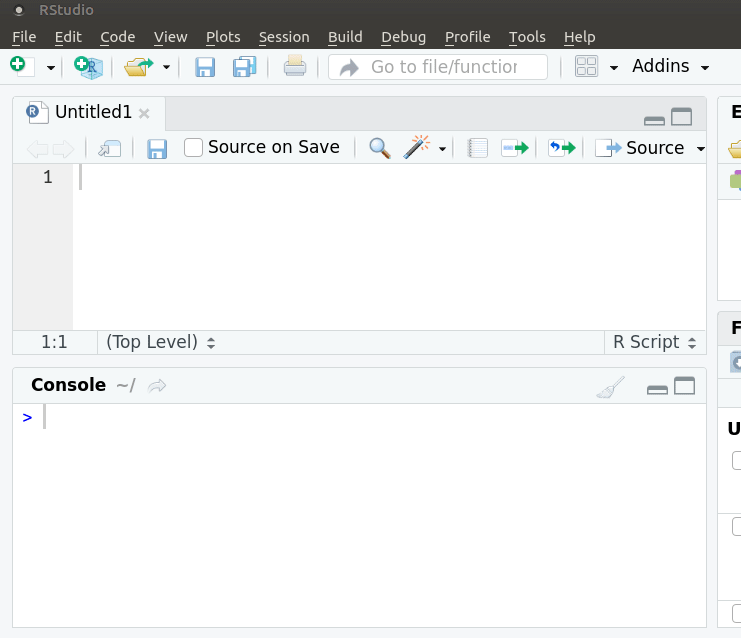 RStudio
File Edit Code View Plots Session Build Debug Profile Tools Help
Go to file/function Addins
Untitled1
Source on Save Source
1
1:1 (Top Level) R Script
Console ~/
>